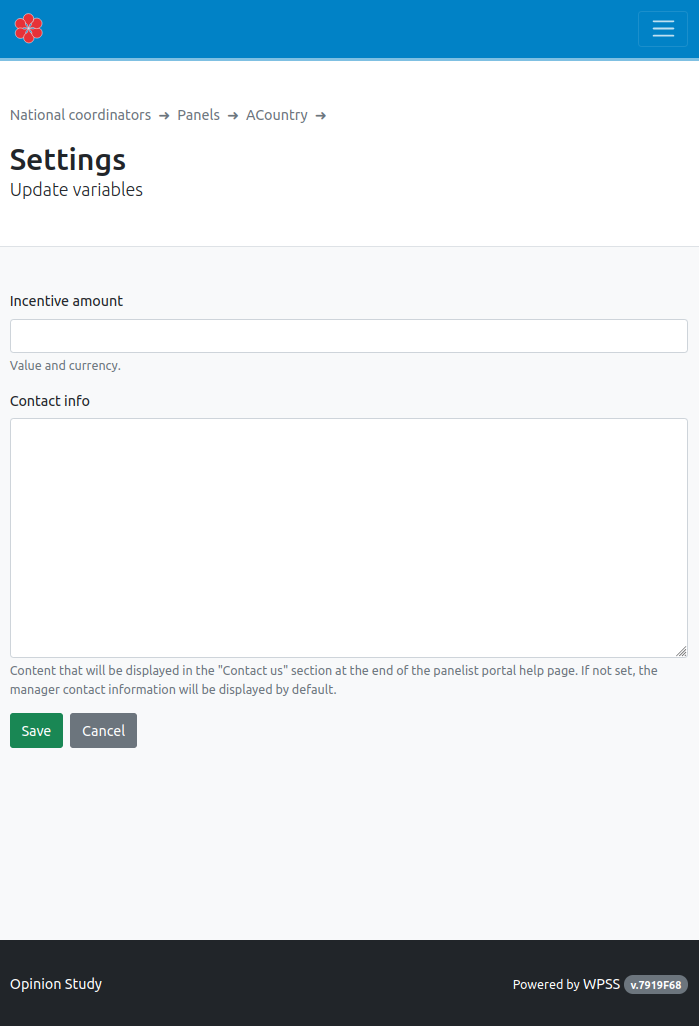 National coordinators ➜ Panels ➜ ACountry ➜
Settings
Update variables
Incentive amount
Value and currency.
Contact info
Content that will be displayed in the "Contact us" section at the end of the panelist portal help page. If not set, the
manager contact information will be displayed by default.
Save Cancel
Opinion Study Powered by WPSS v.7919F68